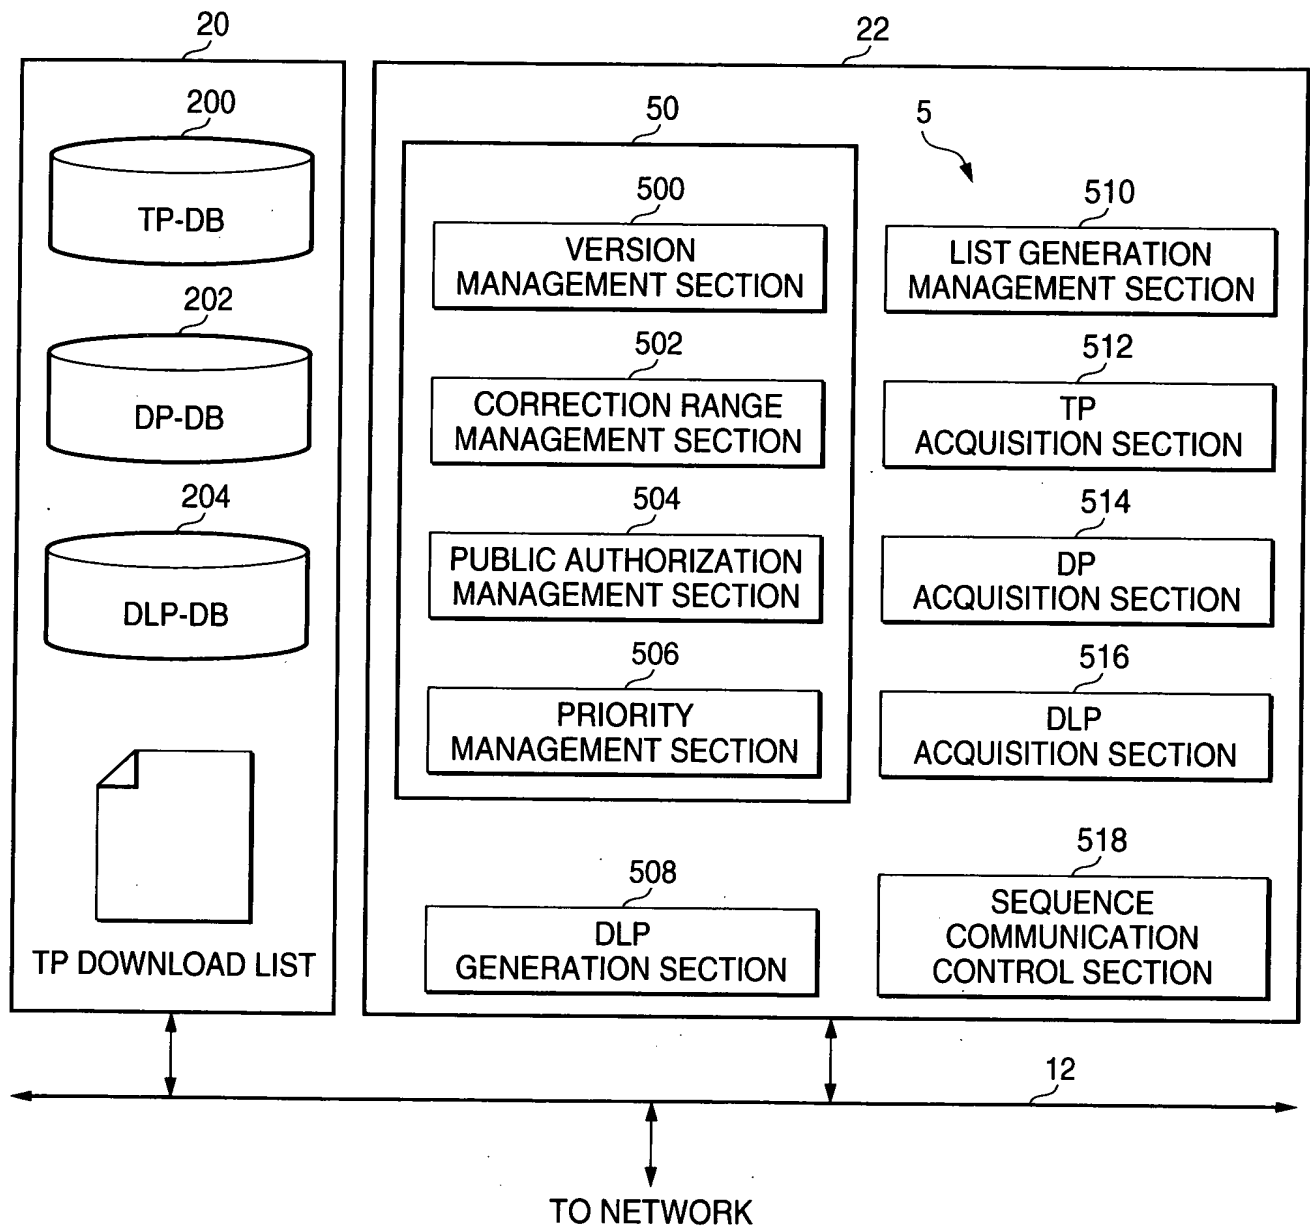 20
200
TP-DB
202
DP-DB
204
DLP-DB
TP DOWNLOAD LIST
22
5
50
500
VERSION
MANAGEMENT SECTION
502
CORRECTION RANGE
MANAGEMENT SECTION
504
PUBLIC AUTHORIZATION
MANAGEMENT SECTION
506
PRIORITY
MANAGEMENT SECTION
508
DLP
GENERATION SECTION
510
LIST GENERATION
MANAGEMENT SECTION
512
TP
ACQUISITION SECTION
514
DP
ACQUISITION SECTION
516
DLP
ACQUISITION SECTION
518
SEQUENCE
COMMUNICATION
CONTROL SECTION
12
TO NETWORK